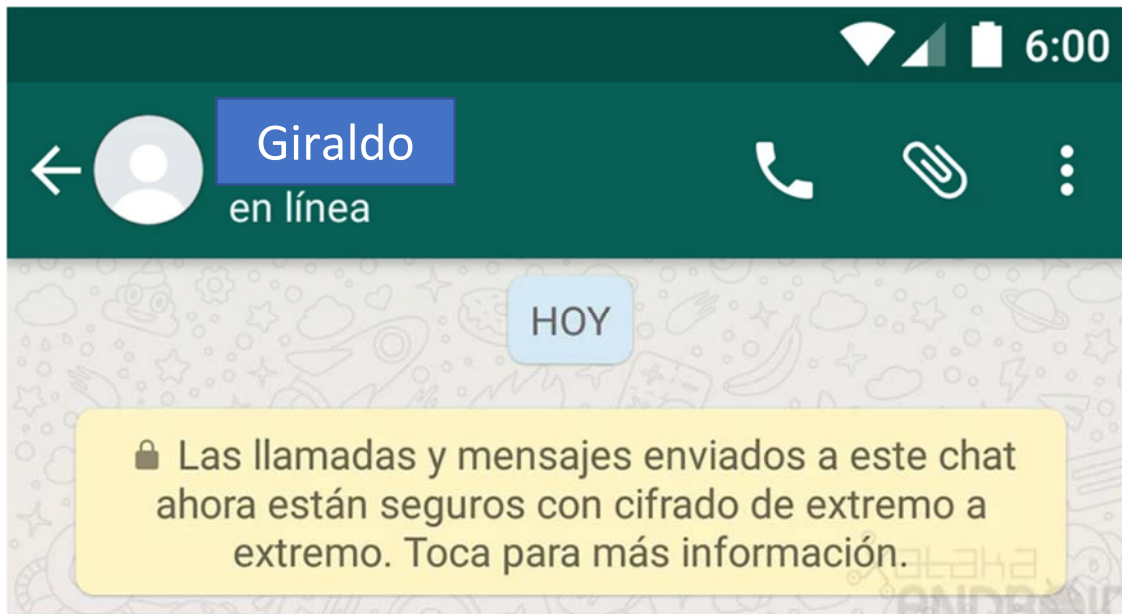 6:00
Giraldo
en línea
HOY
Las llamadas y mensajes enviados a este chat
ahora están seguros con cifrado de extremo a
extremo. Toca para más información.